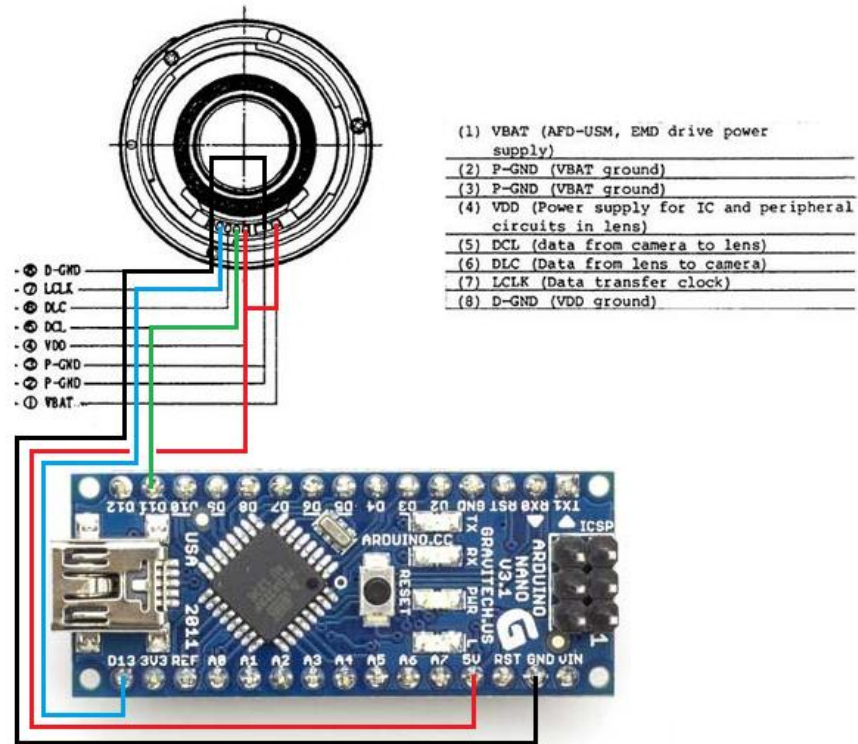 (1) VBAT (AFD-USM, EMD drive power
supply)
(2) P-GND (VBAT ground)
(3) P-GND (VBAT ground)
(4) VDD (Power supply for IC and peripheral
circuits in lens)
(5) DCL (data from camera to lens)
(6) DLC (Data from lens to camera)
(7) LCLK (Data transfer clock)
(8) D-GND (VDD ground)
⑧ D-GND
⑦ LCLK
⑥ DLC
⑤ DCL
④ VDD
③ P-GND
② P-GND
① VBAT
D12 D11 D10 D9 D8 D7 D6 D5 D4 D3 D2 GND RST RX0 TX1
TX
RX
PWR
L
ARDUINO.CC
RESET
USA
2011
GRAVITECH.US
ARDUINO
NANO
V3.1
ICSP
1
D13 3V3 REF A0 A1 A2 A3 A4 A5 A6 A7 5V RST GND VIN